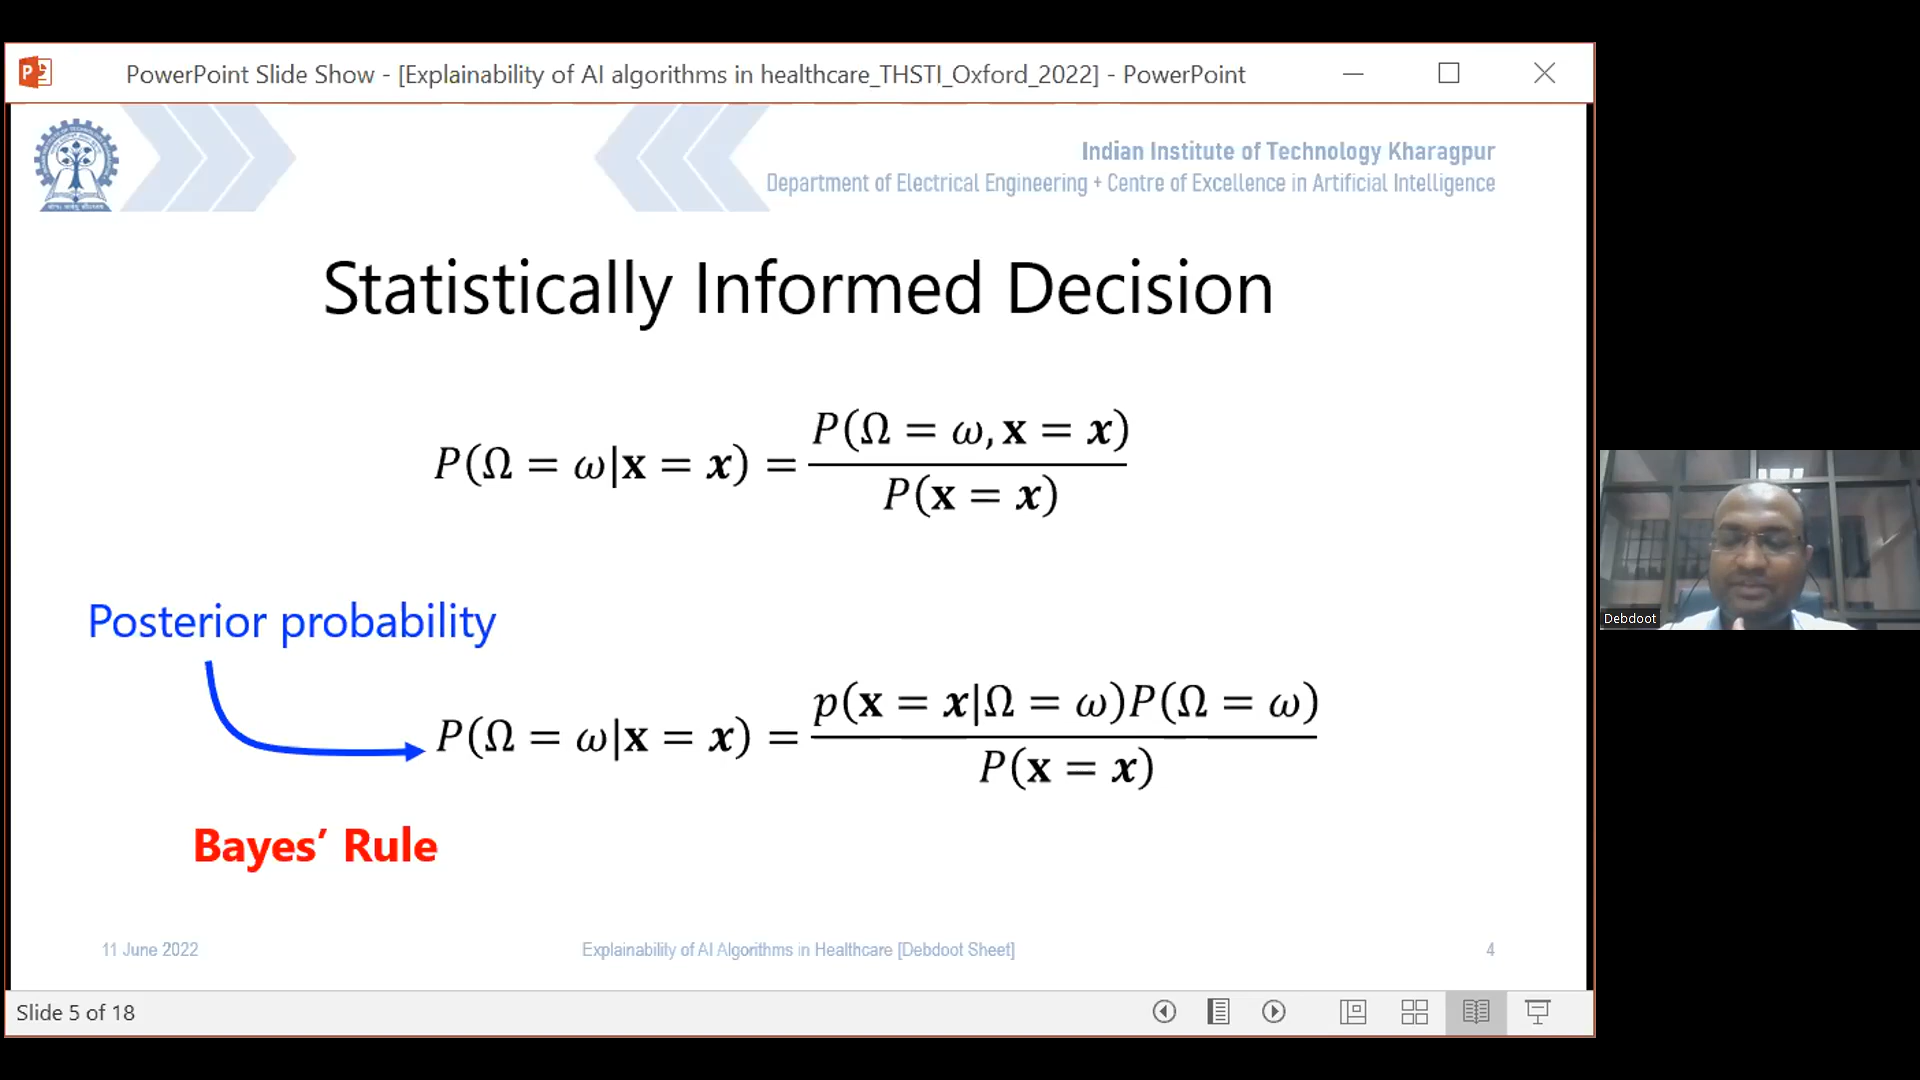 PowerPoint Slide Show - [Explainability of AI algorithms in healthcare_THSTI_Oxford_2022] - PowerPoint
Indian Institute of Technology Kharagpur
Department of Electrical Engineering + Centre of Excellence in Artificial Intelligence
Statistically Informed Decision
P(Ω = ω|x = x) = P(Ω = ω, x = x) / P(x = x)
Posterior probability
P(Ω = ω|x = x) = p(x = x|Ω = ω)P(Ω = ω) / P(x = x)
Bayes’ Rule
11 June 2022
Explainability of AI Algorithms in Healthcare [Debdoot Sheet]
4
Slide 5 of 18
Debdoot